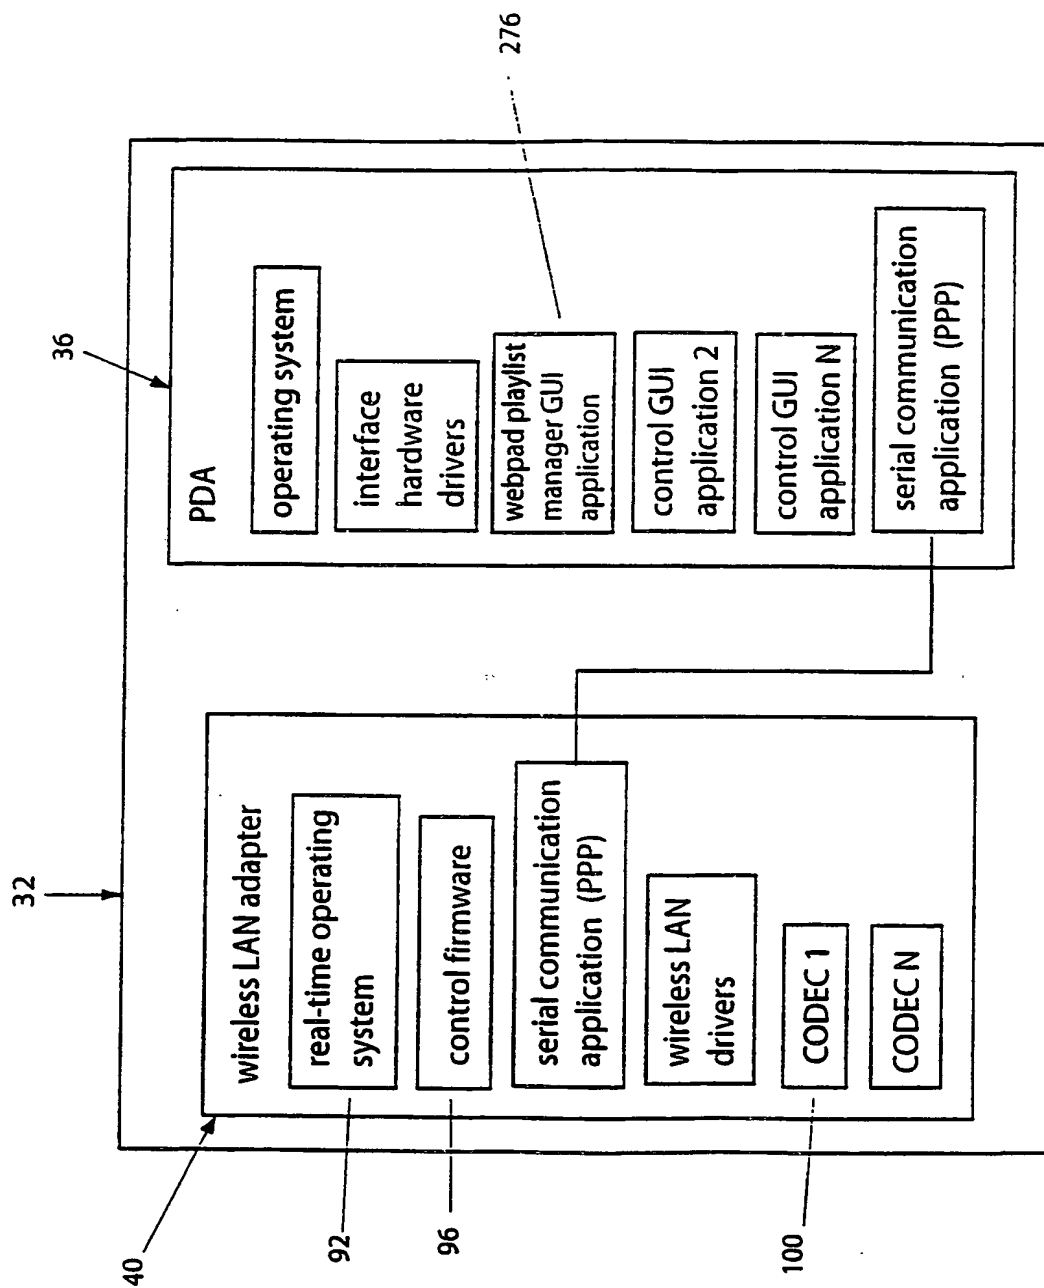 32
36
40
wireless LAN adapter
92
real-time operating
system
96
control firmware
serial communication
application (PPP)
wireless LAN
drivers
100
CODEC 1
CODEC N
PDA
operating system
interface
hardware
drivers
276
webpad playlist
manager GUI
application
control GUI
application 2
control GUI
application N
serial communication
application (PPP)